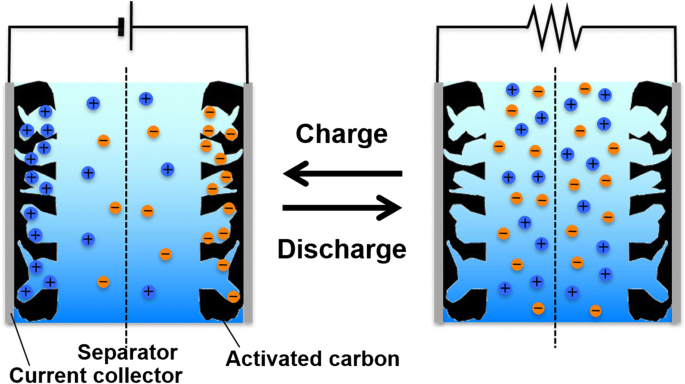 Charge
Discharge
Separator
Activated carbon
Current collector